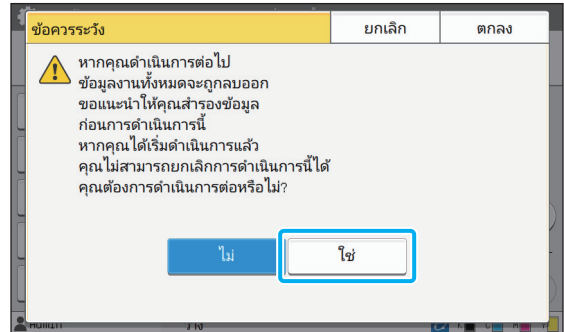 ข้อควรระวัง
ยกเลิก
ตกลง
หากคุณดำเนินการต่อไป
ข้อมูลงานทั้งหมดจะถูกลบออก
ขอแนะนำให้คุณสำรองข้อมูล
ก่อนการดำเนินการนี้
หากคุณได้เริ่มดำเนินการแล้ว
คุณไม่สามารถยกเลิกการดำเนินการนี้ได้
คุณต้องการดำเนินการต่อหรือไม่?
ไม่
ใช่